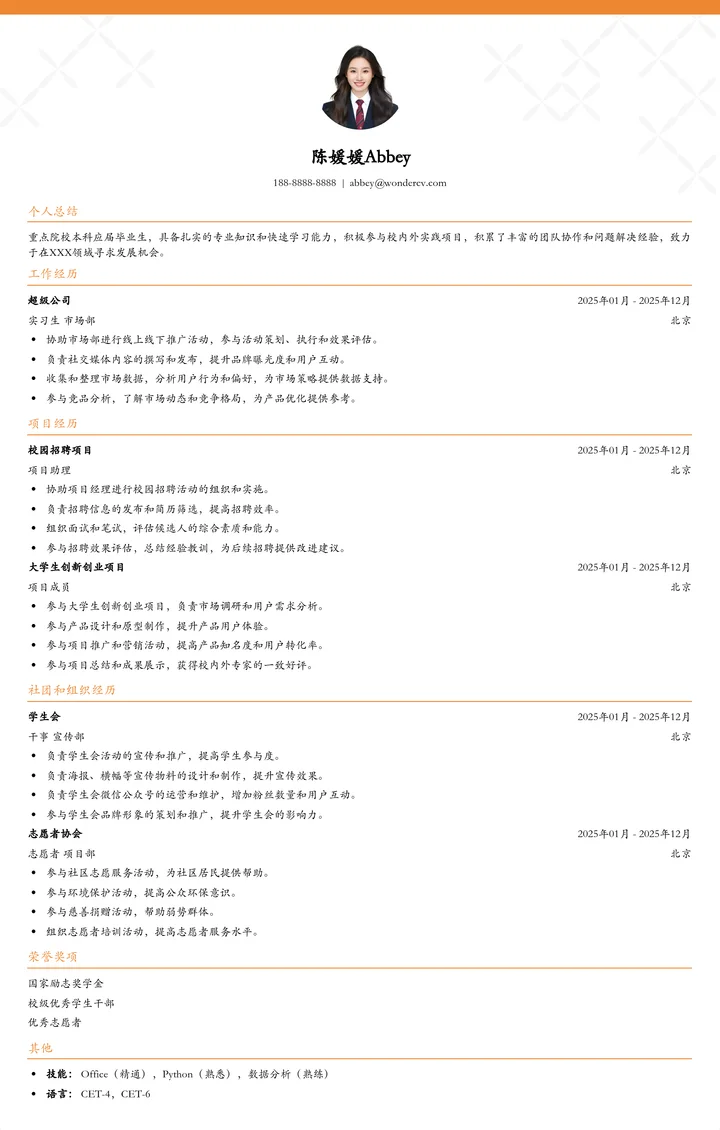 陈媛媛Abbey
188-8888-8888 | abbey@wondercv.com
个人总结
重点院校本科应届毕业生，具备扎实的专业知识和快速学习能力，积极参与校内外实践项目，积累了丰富的团队协作和问题解决经验，致力
于在XXX领域寻求发展机会。
工作经历
超级公司 2025年01月 - 2025年12月
实习生 市场部 北京
• 协助市场部进行线上线下推广活动，参与活动策划、执行和效果评估。
• 负责社交媒体内容的撰写和发布，提升品牌曝光度和用户互动。
• 收集和整理市场数据，分析用户行为和偏好，为市场策略提供数据支持。
• 参与竞品分析，了解市场动态和竞争格局，为产品优化提供参考。
项目经历
校园招聘项目 2025年01月 - 2025年12月
项目助理 北京
• 协助项目经理进行校园招聘活动的组织和实施。
• 负责招聘信息的发布和简历筛选，提高招聘效率。
• 组织面试和笔试，评估候选人的综合素质和能力。
• 参与招聘效果评估，总结经验教训，为后续招聘提供改进建议。
大学生创新创业项目 2025年01月 - 2025年12月
项目成员 北京
• 参与大学生创新创业项目，负责市场调研和用户需求分析。
• 参与产品设计和原型制作，提升产品用户体验。
• 参与项目推广和营销活动，提高产品知名度和用户转化率。
• 参与项目总结和成果展示，获得校内外专家的一致好评。
社团和组织经历
学生会 2025年01月 - 2025年12月
干事 宣传部 北京
• 负责学生会活动的宣传和推广，提高学生参与度。
• 负责海报、横幅等宣传物料的设计和制作，提升宣传效果。
• 负责学生会微信公众号的运营和维护，增加粉丝数量和用户互动。
• 参与学生会品牌形象的策划和推广，提升学生会的影响力。
志愿者协会 2025年01月 - 2025年12月
志愿者 项目部 北京
• 参与社区志愿服务活动，为社区居民提供帮助。
• 参与环境保护活动，提高公众环保意识。
• 参与慈善捐赠活动，帮助弱势群体。
• 组织志愿者培训活动，提高志愿者服务水平。
荣誉奖项
国家励志奖学金
校级优秀学生干部
优秀志愿者
其他
• 技能： Office（精通）, Python（熟悉）, 数据分析（熟练）
• 语言： CET-4，CET-6